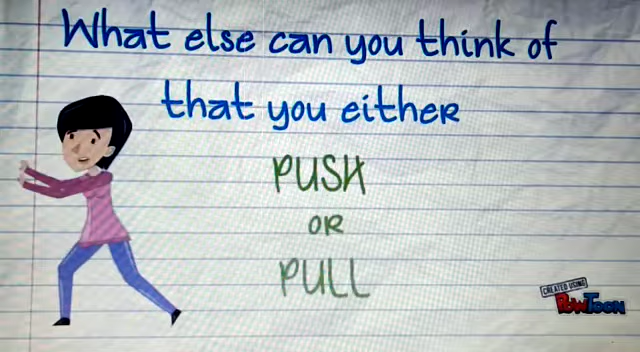 What else can you think of
that you either
PUSH
OR
PULL
CREATED USING
POWTOON